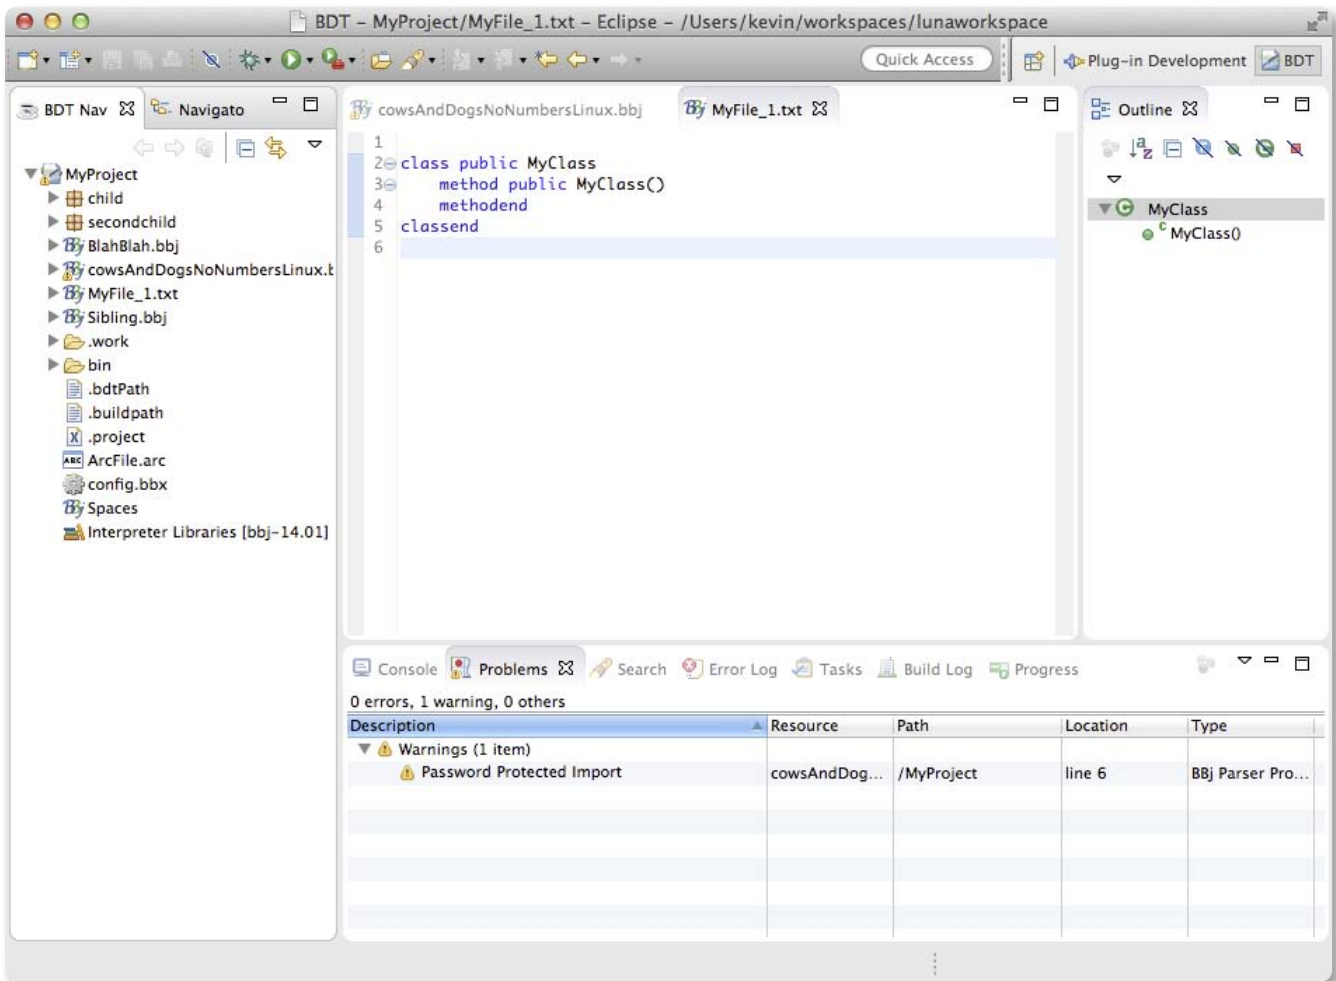 BDT – MyProject/MyFile_1.txt – Eclipse – /Users/kevin/workspaces/lunaworkspace
Quick Access
Plug-in Development
BDT
BDT Nav
Navigato
MyProject
child
secondchild
BlahBlah.bbj
cowsAndDogsNoNumbersLinux.b
MyFile_1.txt
Sibling.bbj
.work
bin
.bdtPath
.buildpath
.project
ArcFile.arc
config.bbx
Spaces
Interpreter Libraries [bbj-14.01]
cowsAndDogsNoNumbersLinux.bbj
MyFile_1.txt
1
2 class public MyClass
3 method public MyClass()
4 methodend
5 classend
6
Outline
MyClass
MyClass()
Console
Problems
Search
Error Log
Tasks
Build Log
Progress
0 errors, 1 warning, 0 others
Description Resource Path Location Type
Warnings (1 item)
Password Protected Import cowsAndDog... /MyProject line 6 BBj Parser Pro...